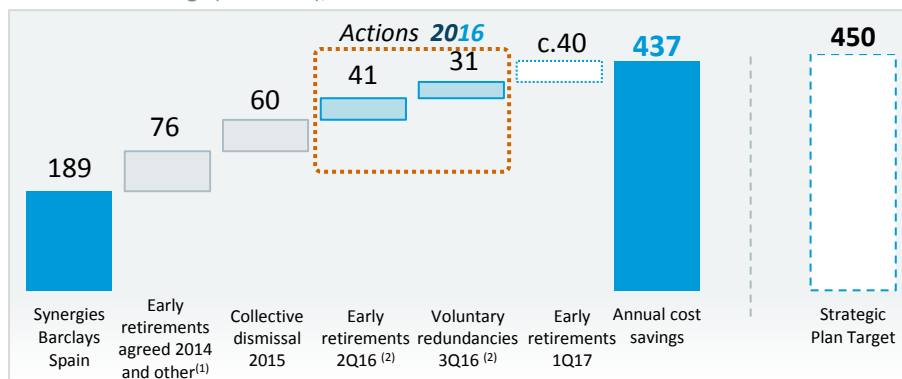 Actions 2016
189
76
60
41
31
c.40
437
450
Synergies
Barclays
Spain
Early
retirements
agreed 2014
and other(1)
Collective
dismissal
2015
Early
retirements
2Q16 (2)
Voluntary
redundancies
3Q16 (2)
Early
retirements
1Q17
Annual cost
savings
Strategic
Plan Target